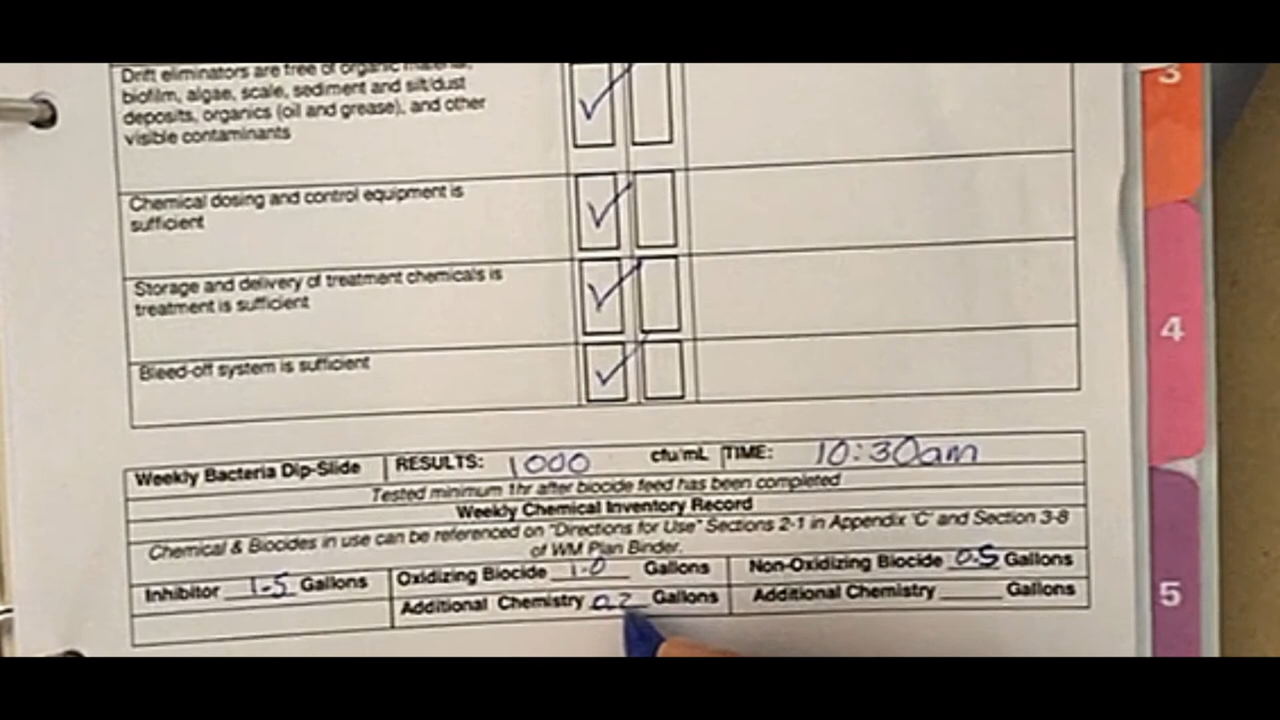 3
Drift eliminators are free of organic material,
biofilm, algae, scale, sediment and silt/dust
deposits, organics (oil and grease), and other
visible contaminants
Chemical dosing and control equipment is
sufficient
Storage and delivery of treatment chemicals is
treatment is sufficient
4
Bleed-off system is sufficient
Weekly Bacteria Dip-Slide RESULTS: 1000 cfu/mL TIME: 10:30am
Tested minimum 1hr after biocide feed has been completed
Weekly Chemical Inventory Record
Chemical & Biocides in use can be referenced on "Directions for Use" Sections 2-1 in Appendix 'C' and Section 3-8
of WM Plan Binder.
Inhibitor 1-5 Gallons Oxidizing Biocide 1-0 Gallons Non-Oxidizing Biocide 0.5 Gallons
Additional Chemistry 0.2 Gallons Additional Chemistry Gallons
5